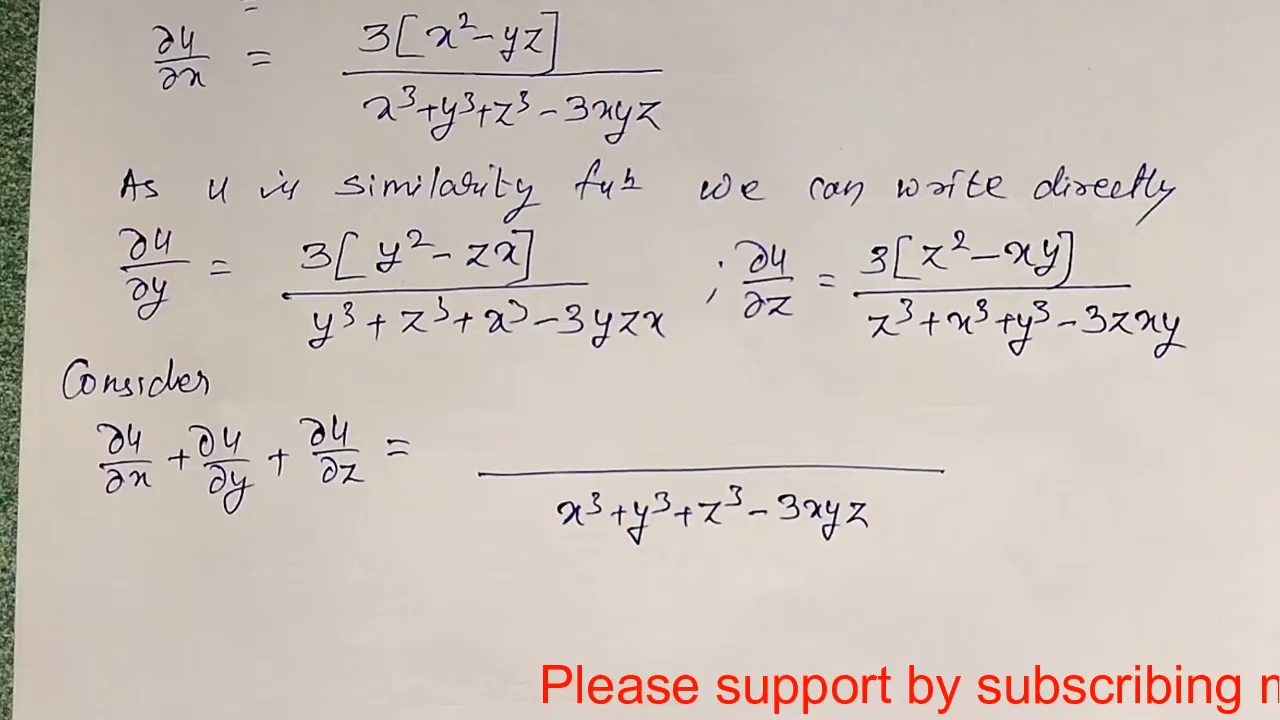 ∂u/∂x = 3[x²-yz] / x³+y³+z³-3xyz
As u is similarity fuⁿ we can write directly
∂u/∂y = 3[y²-zx] / y³+z³+x³-3yzx ; ∂u/∂z = 3[z²-xy] / z³+x³+y³-3zxy
Consider
∂u/∂x + ∂u/∂y + ∂u/∂z = / x³+y³+z³-3xyz
Please support by subscribing